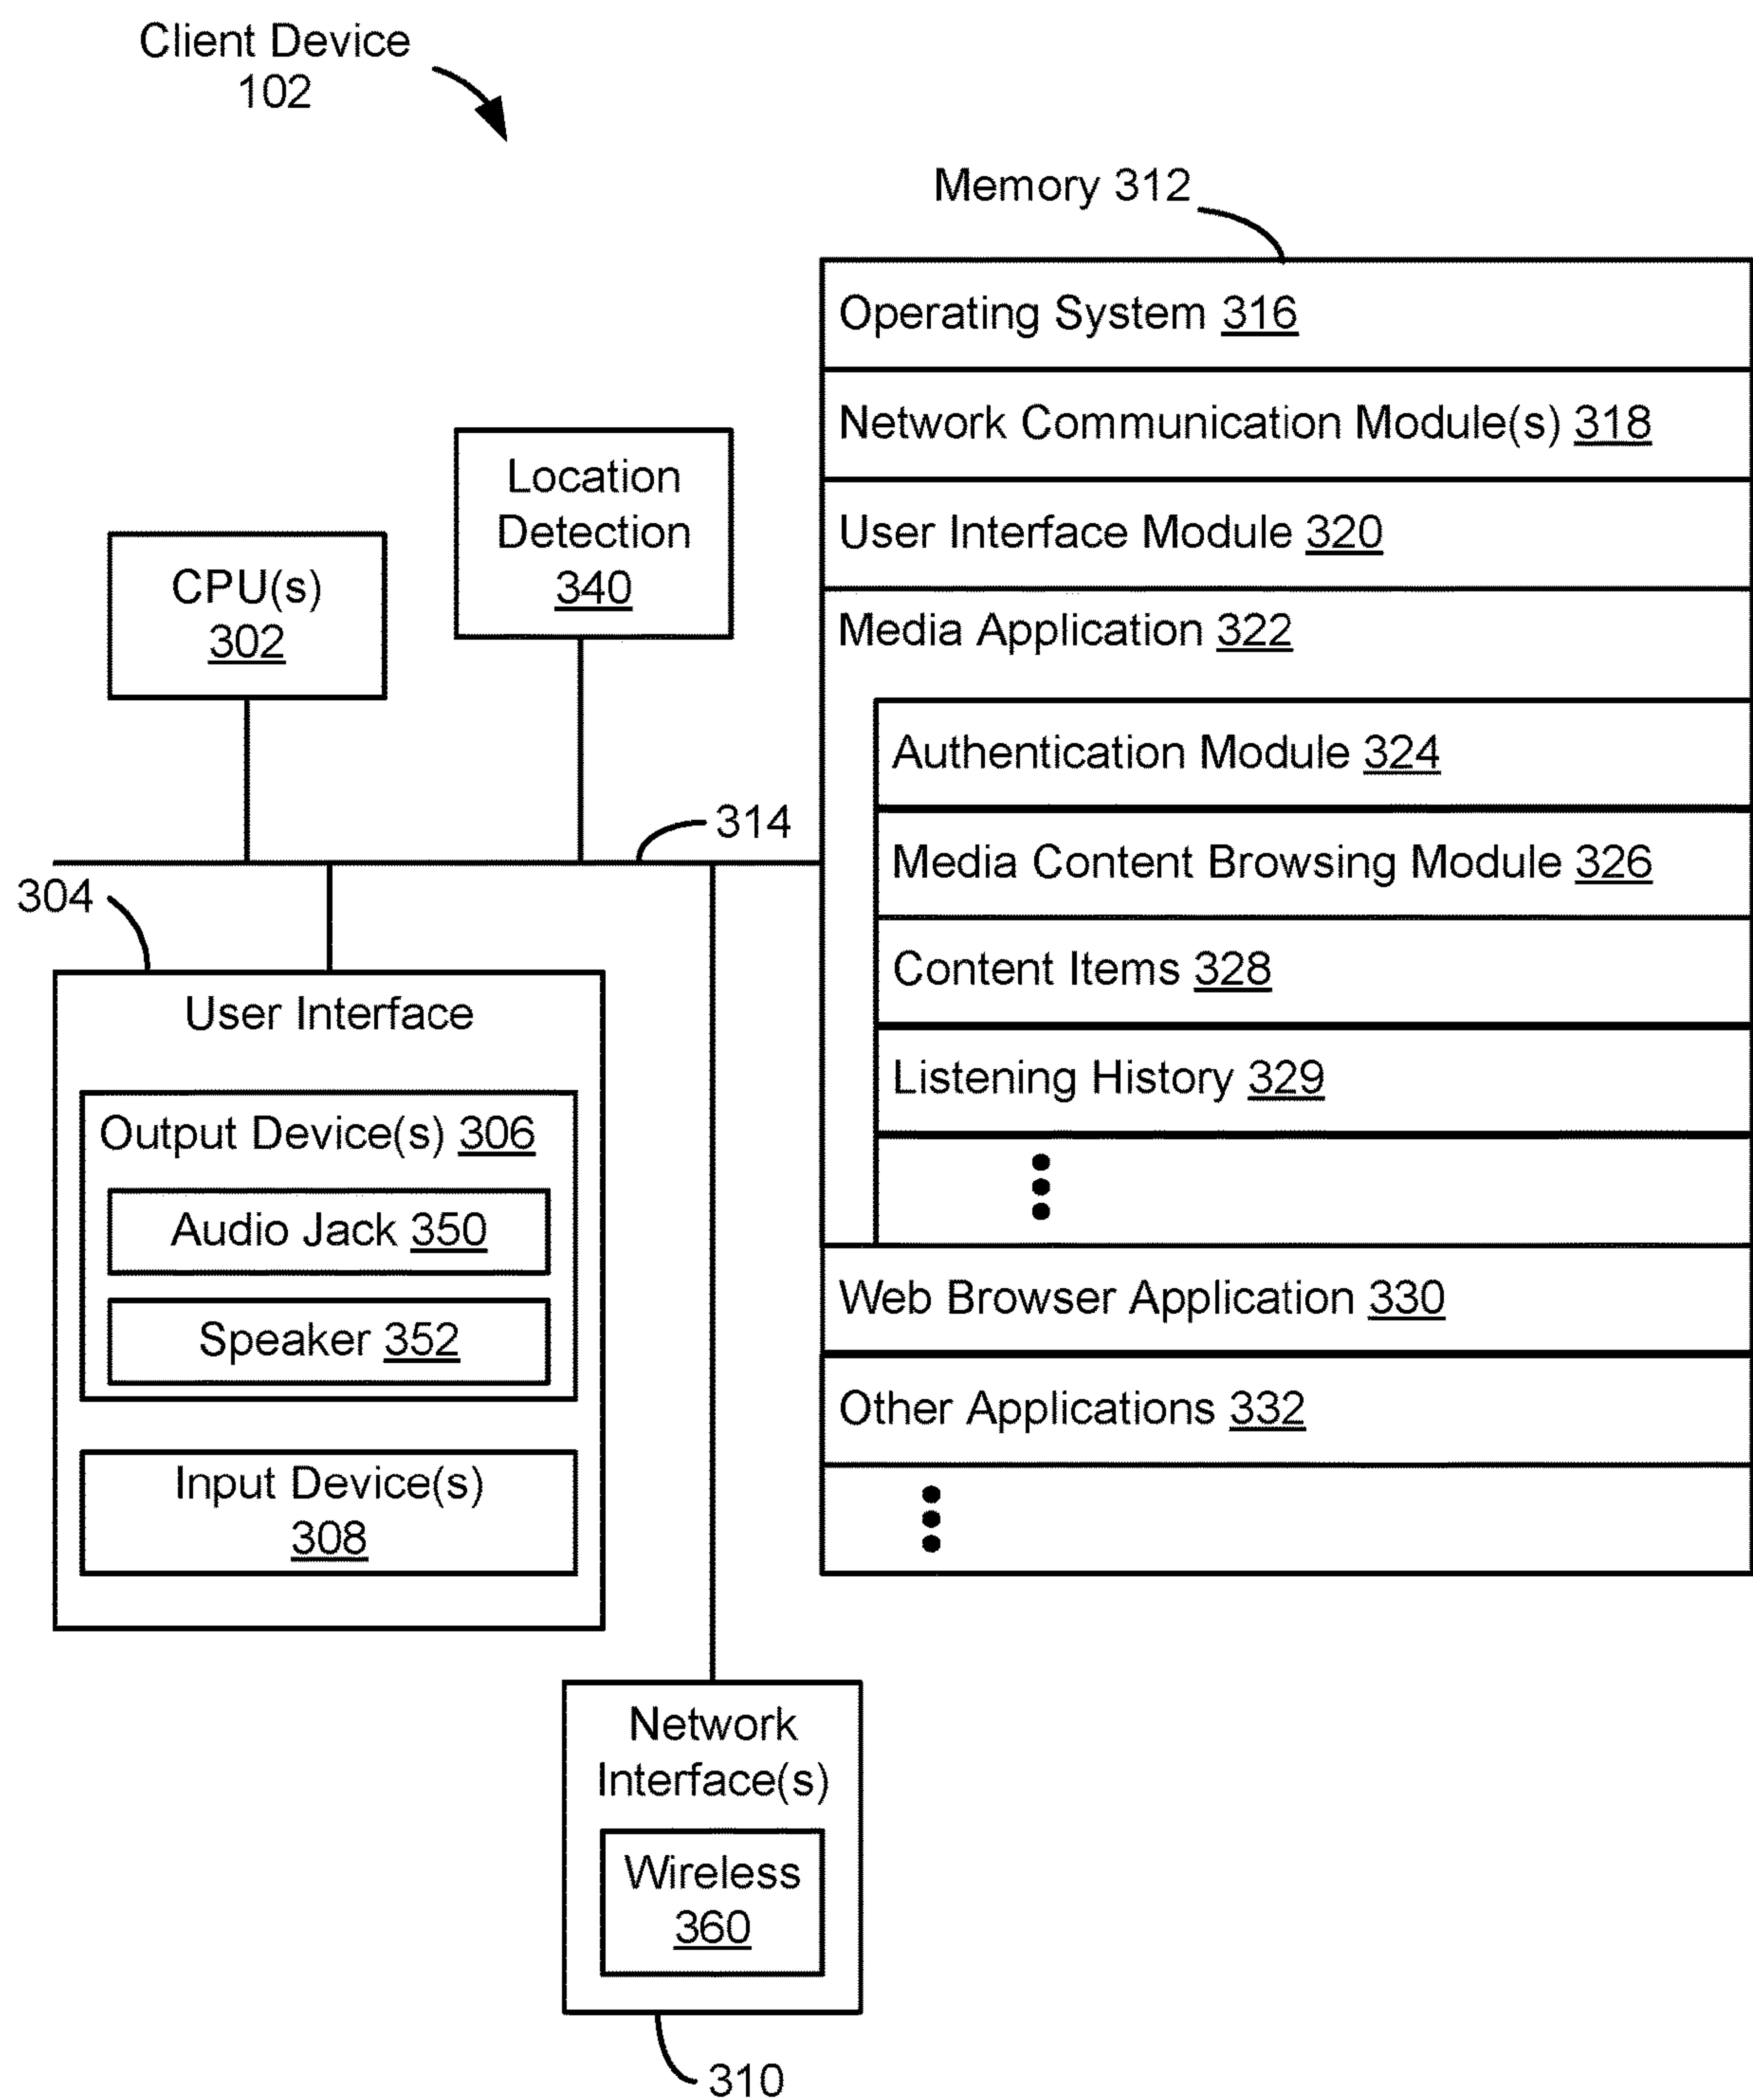 Client Device
102
Memory 312
Operating System 316
Network Communication Module(s) 318
User Interface Module 320
Media Application 322
Authentication Module 324
Media Content Browsing Module 326
Content Items 328
Listening History 329
Web Browser Application 330
Other Applications 332
Location
Detection
340
CPU(s)
302
314
304
User Interface
Output Device(s) 306
Audio Jack 350
Speaker 352
Input Device(s)
308
Network
Interface(s)
Wireless
360
310